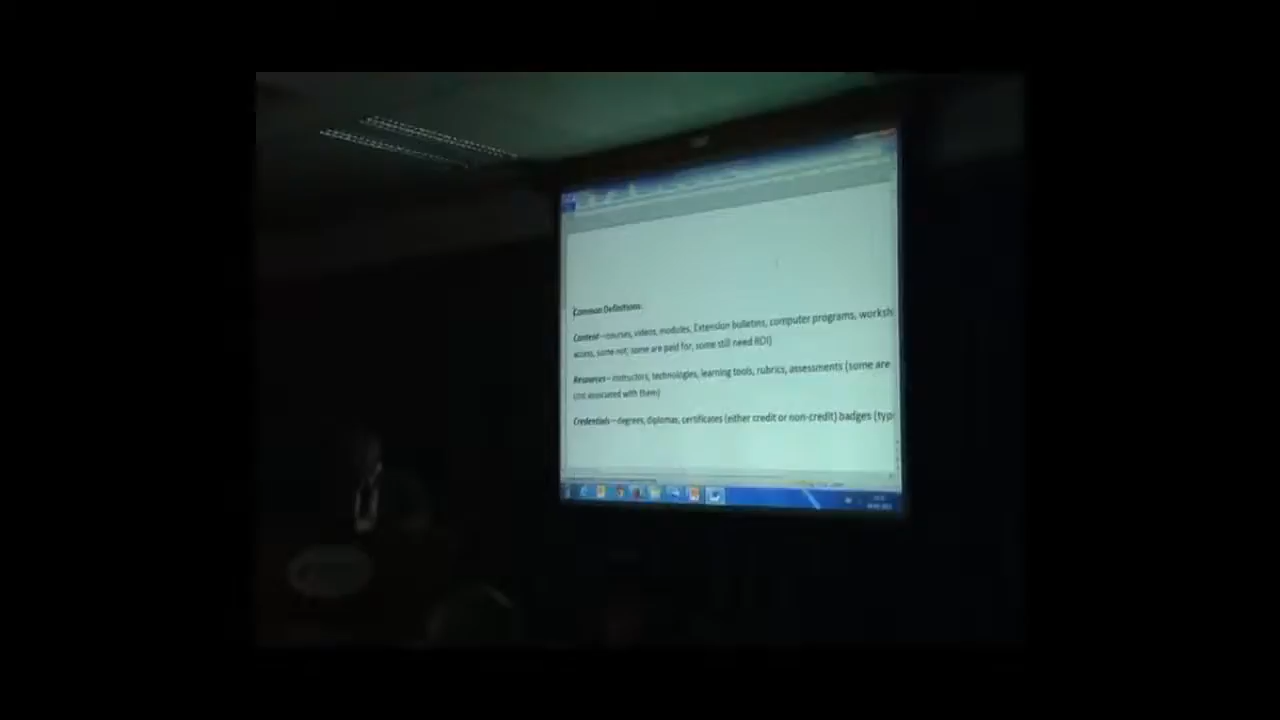 Common Definitions:
Content—courses, videos, modules, Extension bulletins, computer programs, worksh
access, some not, some are paid for, some still need ROI)
Resources—instructors, technologies, learning tools, rubrics, assessments (some are
cost associated with them)
Credentials—degrees, diplomas, certificates (either credit or non-credit) badges (typ